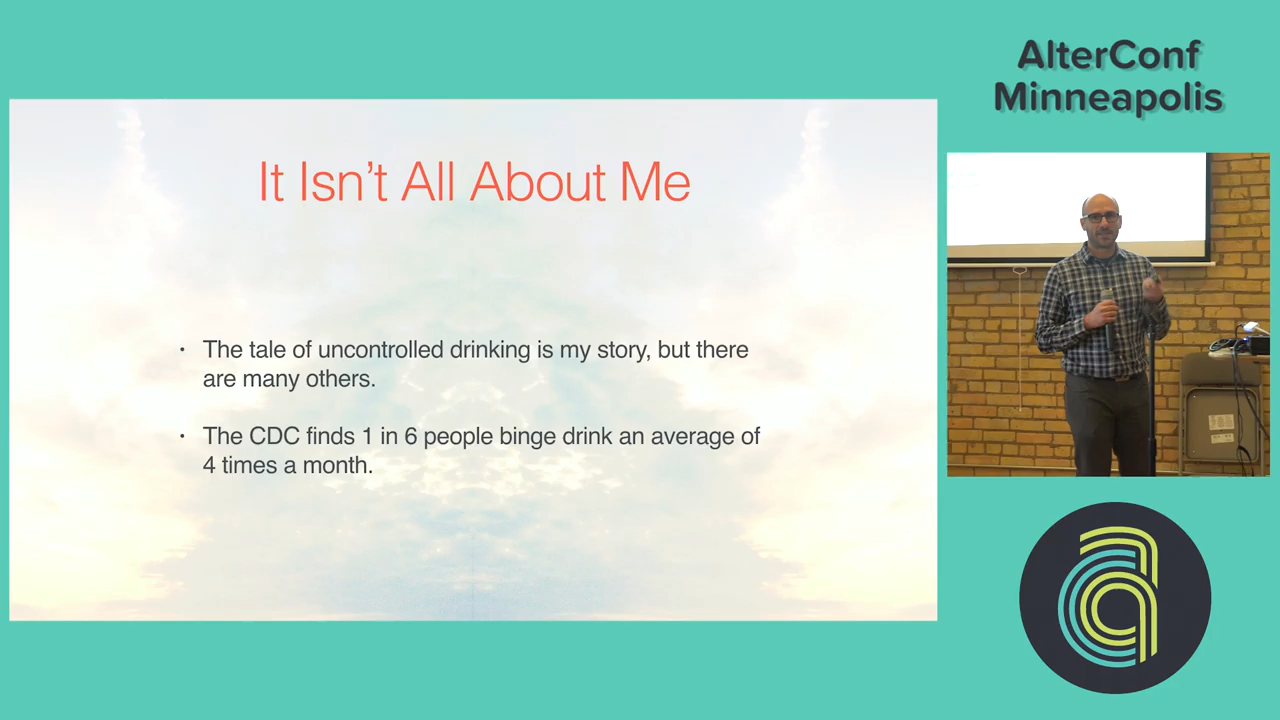 AlterConf
Minneapolis
It Isn't All About Me
• The tale of uncontrolled drinking is my story, but there
are many others.
• The CDC finds 1 in 6 people binge drink an average of
4 times a month.